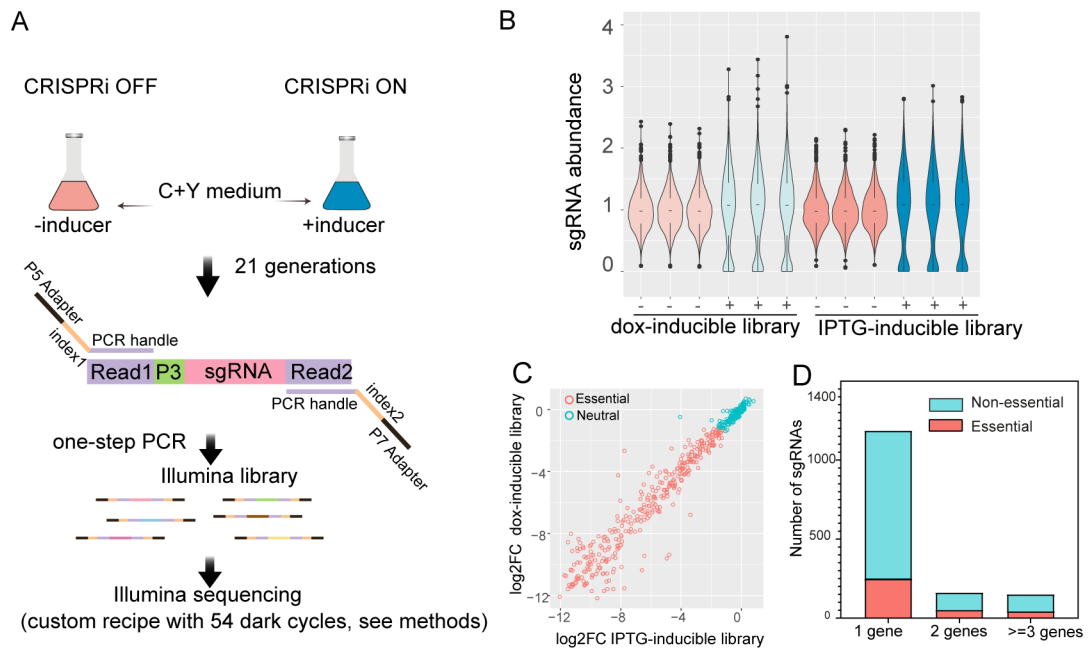 A
CRISPRi OFF
CRISPRi ON
C+Y medium
-inducer
+inducer
21 generations
P5 Adapter
index1
PCR handle
Read1
P3
sgRNA
Read2
PCR handle
index2
P7 Adapter
one-step PCR
Illumina library
Illumina sequencing
(custom recipe with 54 dark cycles, see methods)
B
sgRNA abundance
4
3
2
1
0
- - - + + + - - - + + +
dox-inducible library
IPTG-inducible library
C
Essential
Neutral
log2FC dox-inducible library
0
−4
−8
−12
−12 −8 −4 0
log2FC IPTG-inducible library
D
Non-essential
Essential
Number of sgRNAs
1400
1000
500
0
1 gene
2 genes
>=3 genes